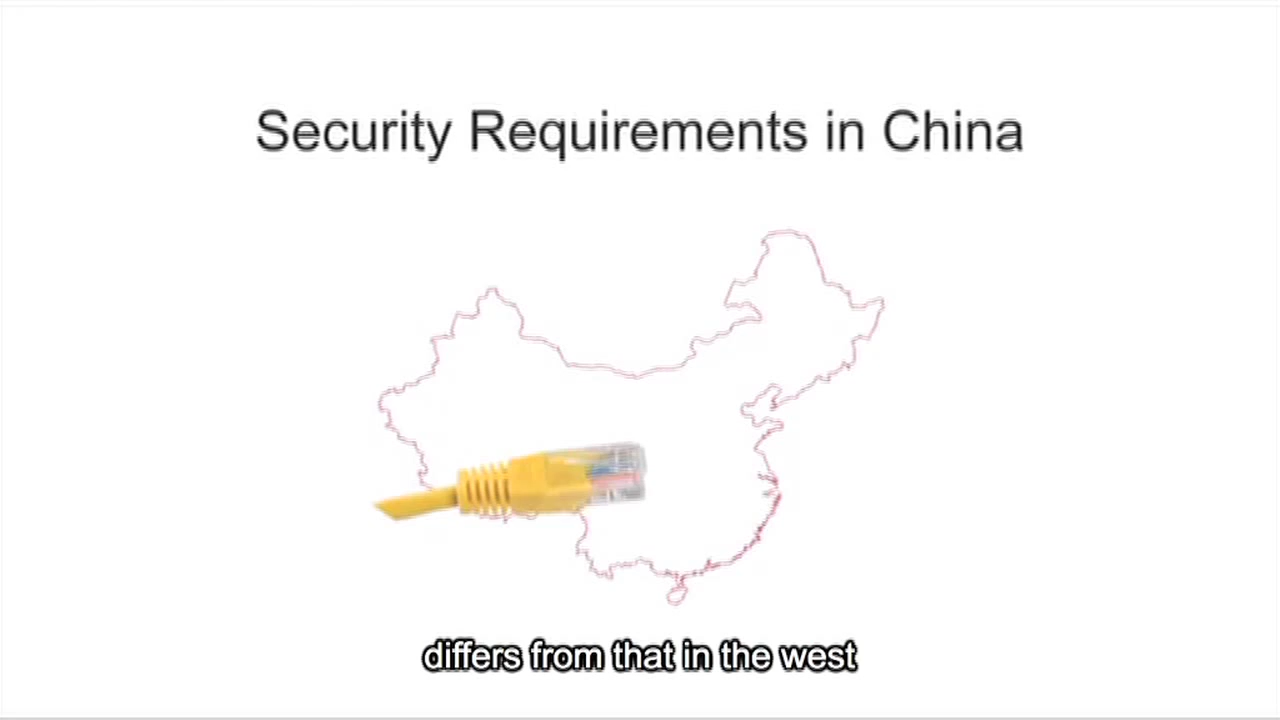 Security Requirements in China
differs from that in the west